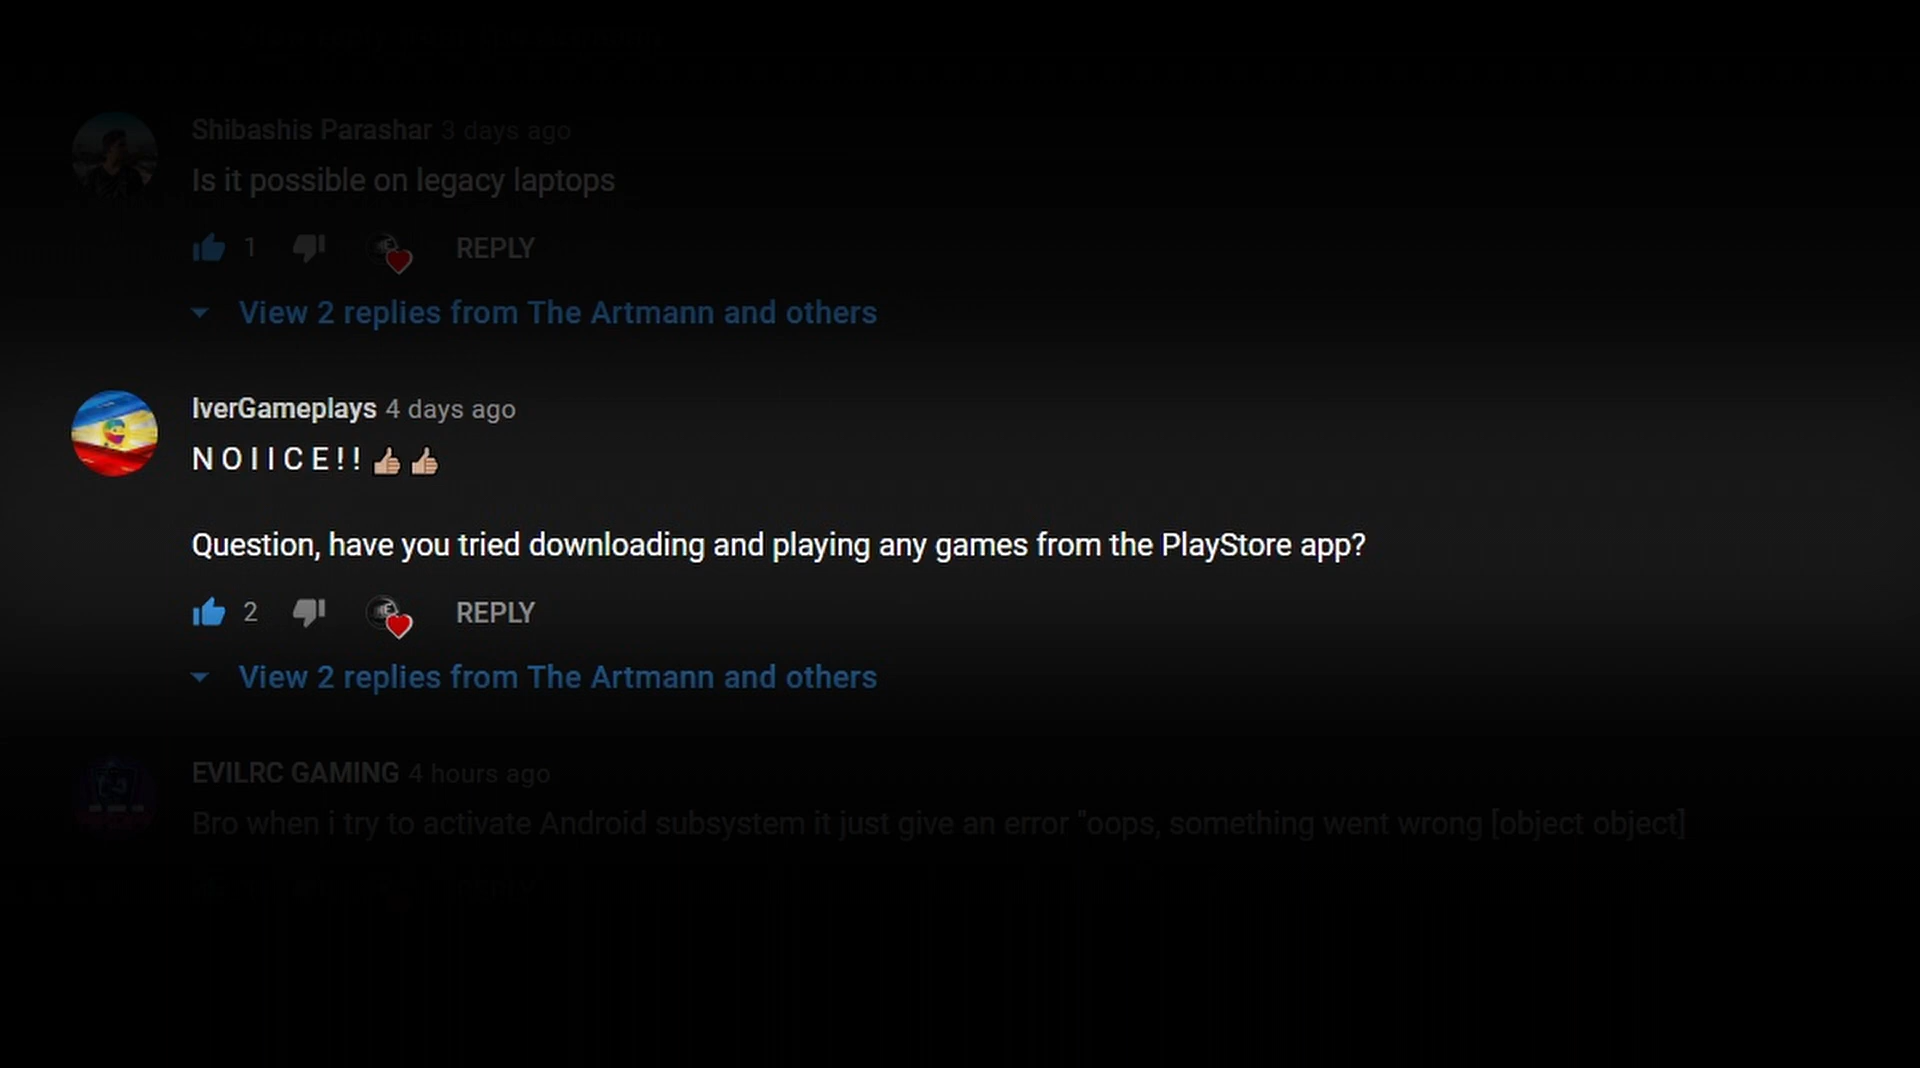 Shibashis Parashar 3 days ago
Is it possible on legacy laptops
1 REPLY
View 2 replies from The Artmann and others
IverGameplays 4 days ago
N O I I C E ! ! 👍🏼 👍🏼
Question, have you tried downloading and playing any games from the PlayStore app?
2 REPLY
View 2 replies from The Artmann and others
EVILRC GAMING 4 hours ago
Bro when i try to activate Android subsystem it just give an error "oops, something went wrong [object object]